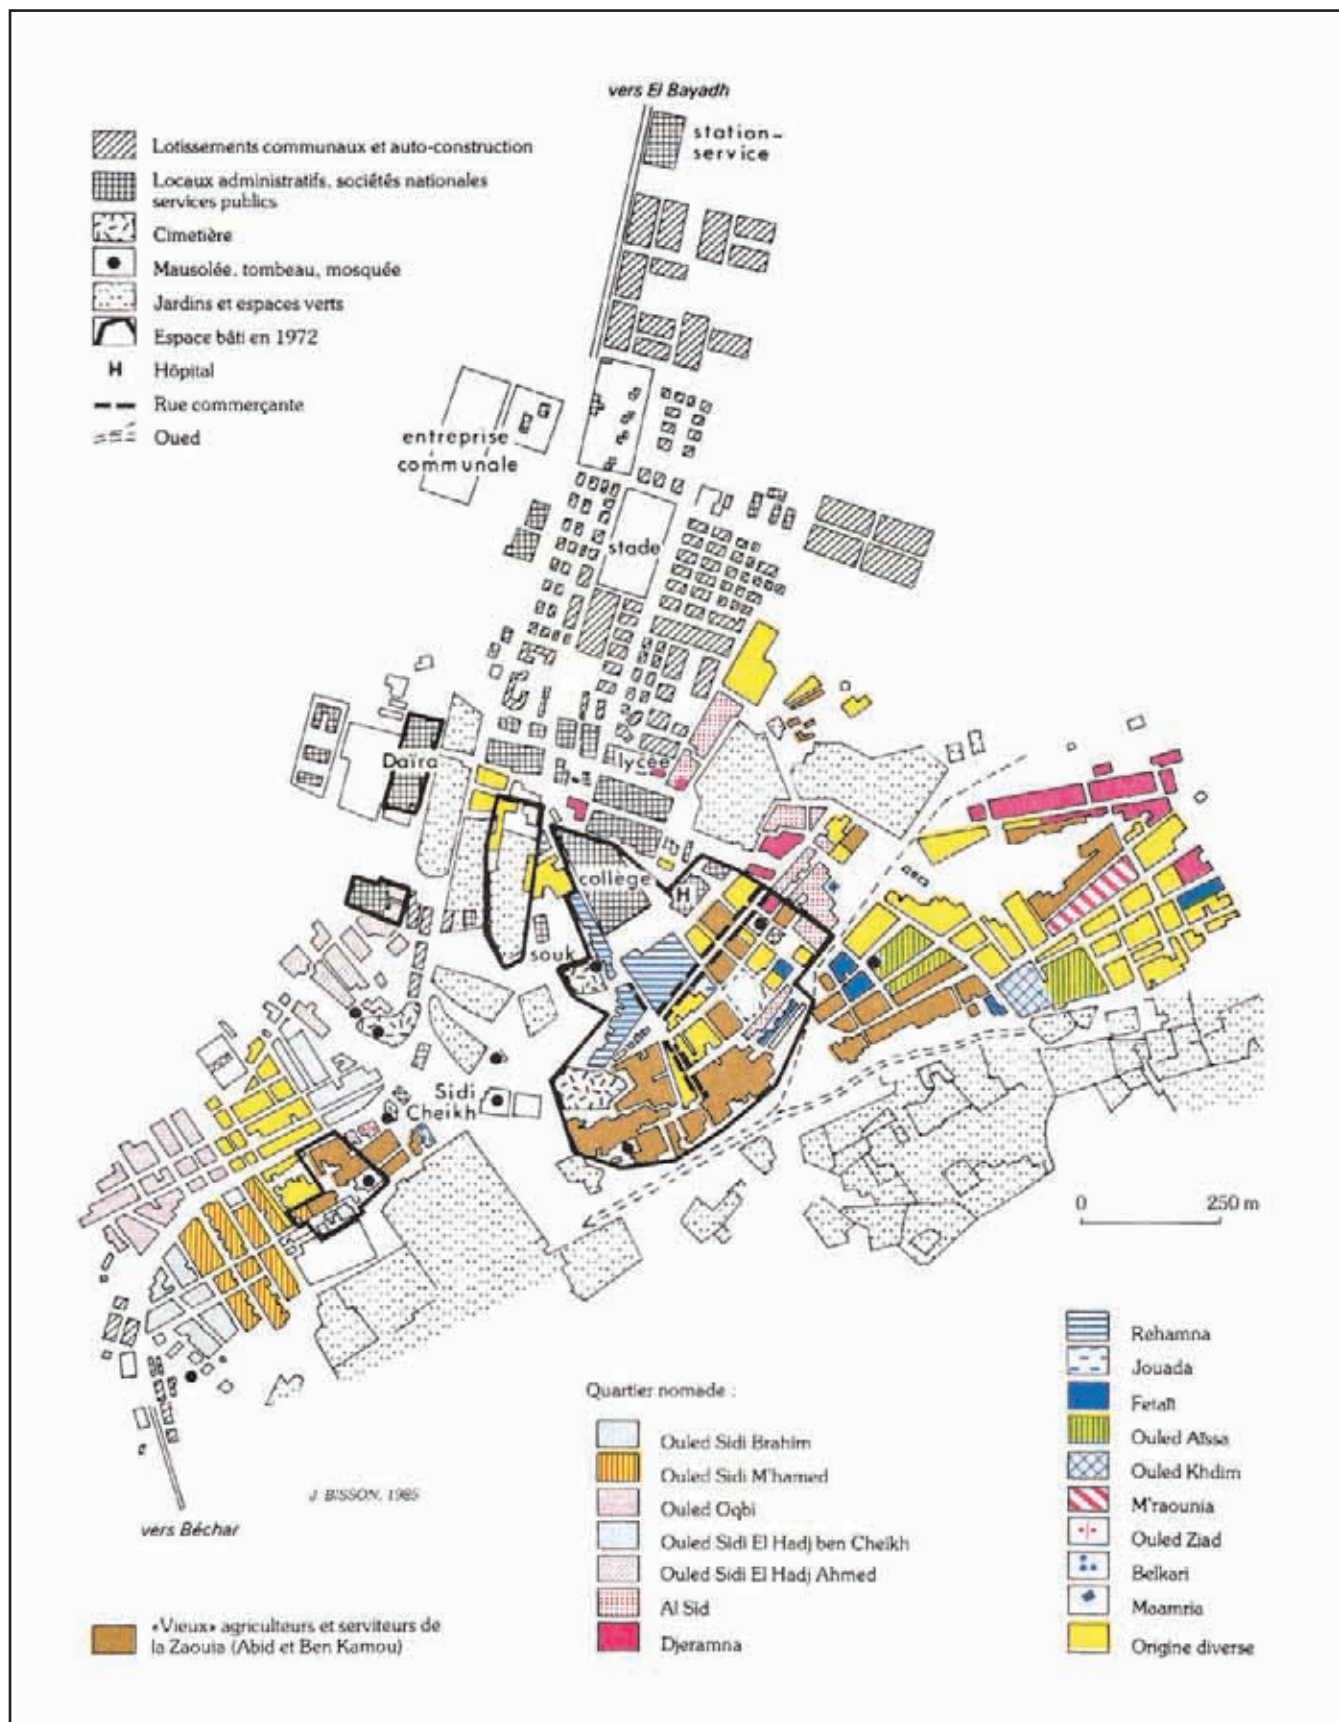 vers El Bayadh
station-
service
Lotissements communaux et auto-construction
Locaux administratifs, sociétés nationales
services publics
Cimetière
Mausolée, tombeau, mosquée
Jardins et espaces verts
Espace bâti en 1972
H Hôpital
Rue commerçante
Oued
entreprise
communale
stade
Daïra
lycée
collège
H
souk
Sidi
Cheikh
0 250 m
J. BISSON, 1985
vers Béchar
Quartier nomade :
Ouled Sidi Brahim
Ouled Sidi M'hamed
Ouled Oqbi
Ouled Sidi El Hadj ben Cheikh
Ouled Sidi El Hadj Ahmed
Al Sid
Djeramna
«Vieux» agriculteurs et serviteurs de
la Zaouia (Abid et Ben Kamou)
Rehamna
Jouada
Ouled Aïssa
Ouled Khdim
M'raounia
Ouled Ziad
Belkari
Maamria
Origine diverse